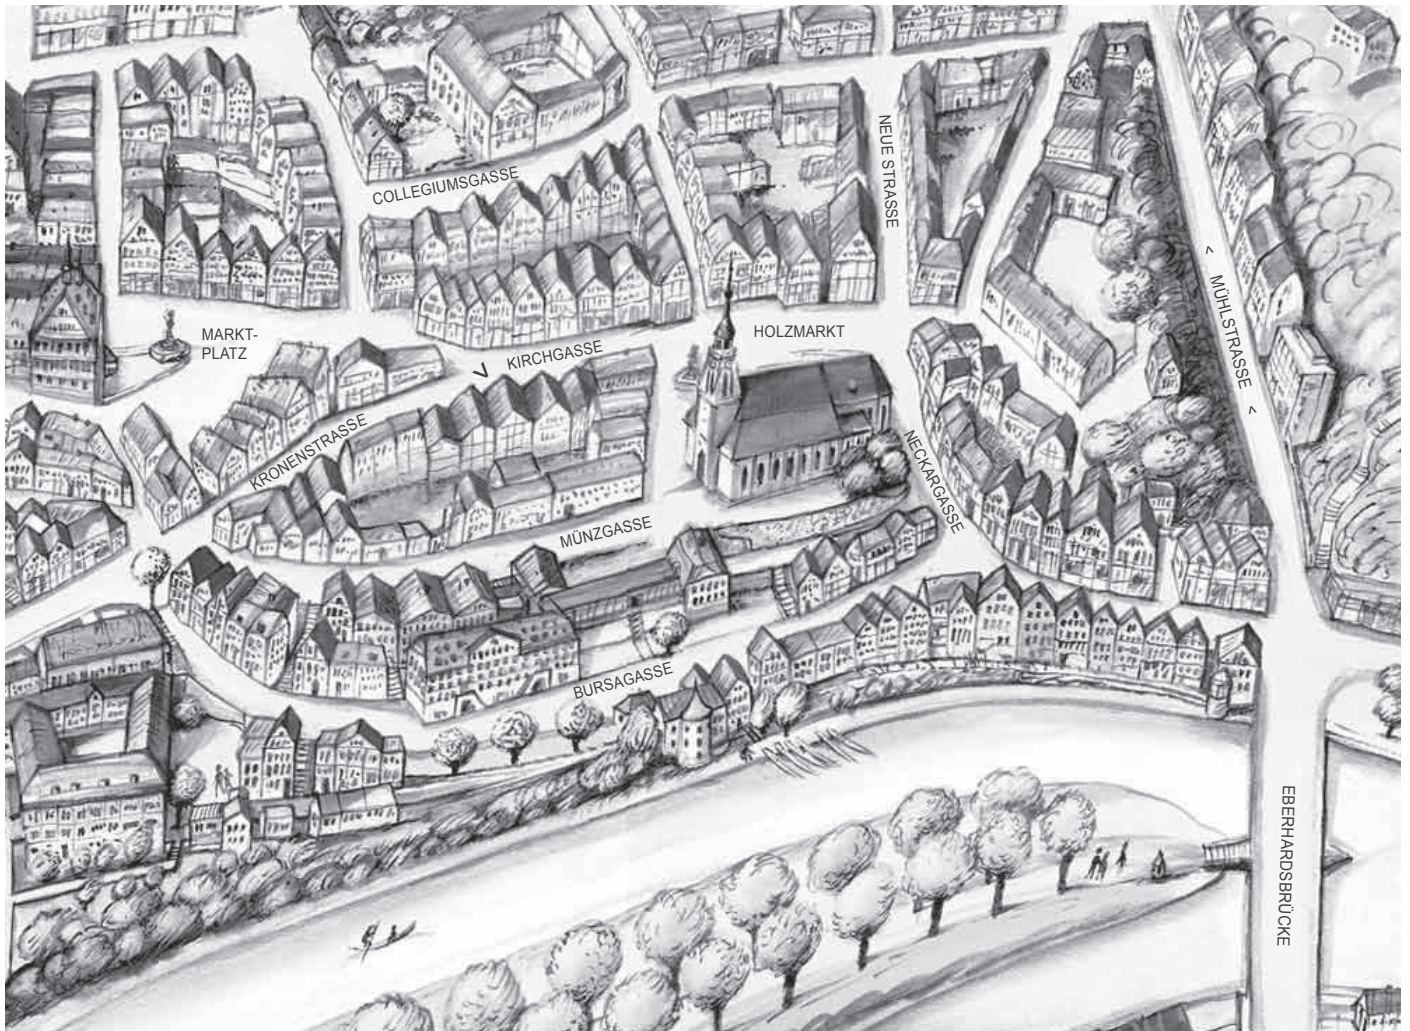 COLLEGIUMSGASSE
NEUE STRASSE
MÜHLSTRASSE
MARKT-
PLATZ
KIRCHGASSE
HOLZMARKT
KRONENSTRASSE
NECKARGASSE
MÜNZGASSE
BURSAGASSE
EBERHARDSBRÜCKE